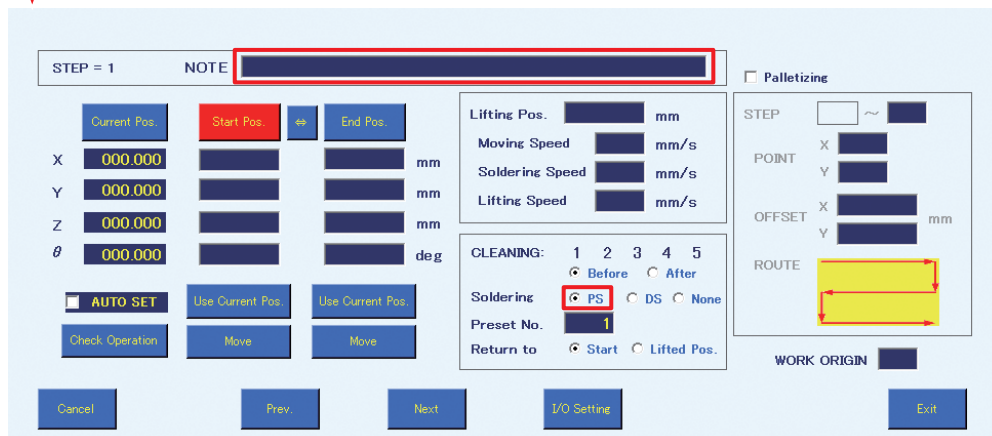 STEP = 1 NOTE
Palletizing
Current Pos. Start Pos. ⇔ End Pos.
X 000.000 mm
Y 000.000 mm
Z 000.000 mm
θ 000.000 deg
AUTO SET Use Current Pos. Use Current Pos.
Check Operation Move Move
Lifting Pos. mm
Moving Speed mm/s
Soldering Speed mm/s
Lifting Speed mm/s
CLEANING: 1 2 3 4 5
Before After
Soldering PS DS None
Preset No. 1
Return to Start Lifted Pos.
STEP ~
POINT X
Y
OFFSET X mm
Y
ROUTE
WORK ORIGIN
Cancel Prev. Next I/O Setting Exit